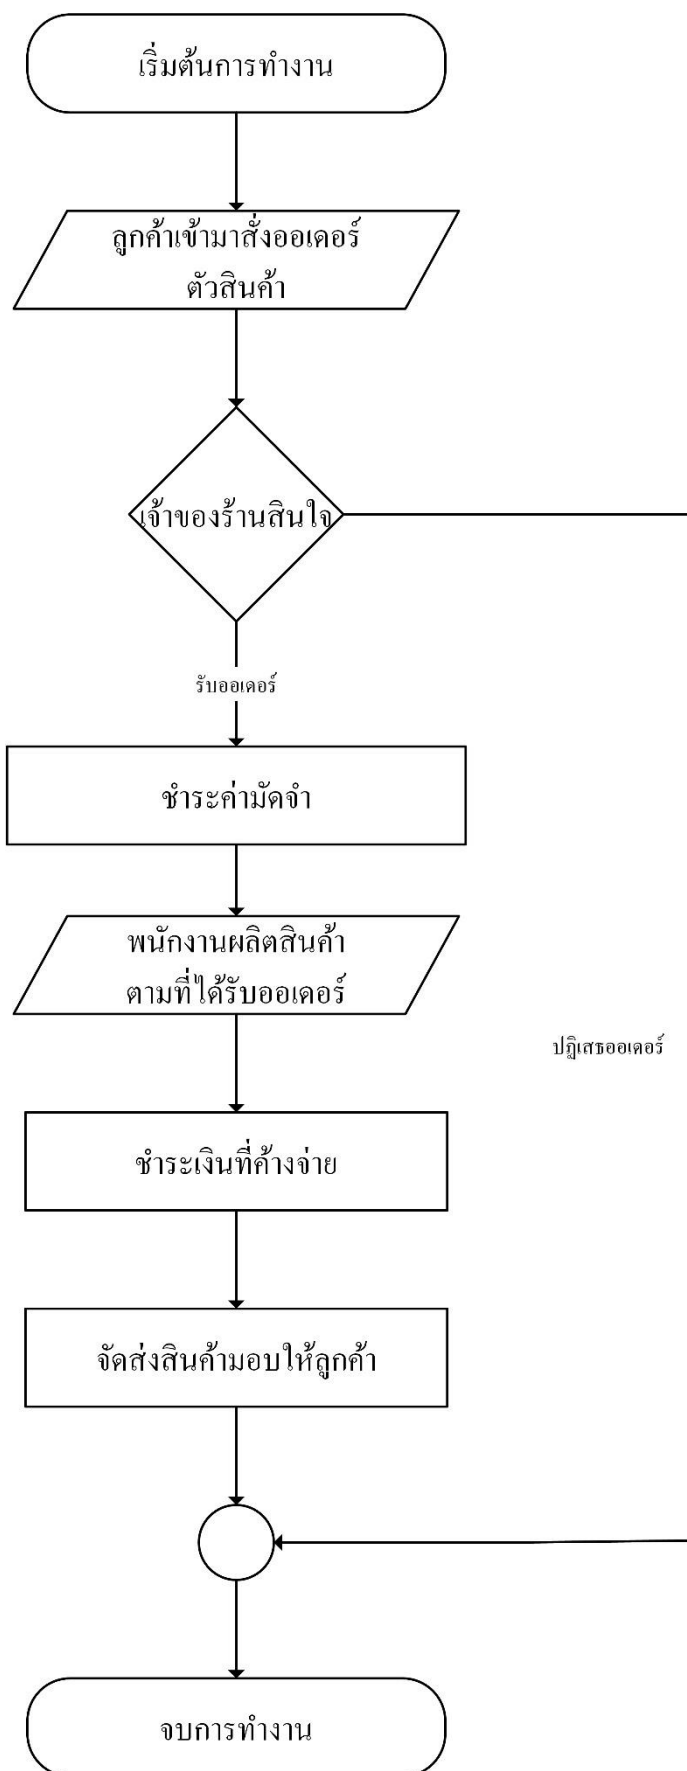 เริ่มต้นการทำงาน
ลูกค้าเข้ามาสั่งออเดอร์
ตัวสินค้า
เจ้าของร้านสินใจ
รับออเดอร์
ชำระค่ามัดจำ
พนักงานผลิตสินค้า
ตามที่ได้รับออเดอร์
ปฏิเสธออเดอร์
ชำระเงินที่ค้างจ่าย
จัดส่งสินค้ามอบให้ลูกค้า
จบการทำงาน